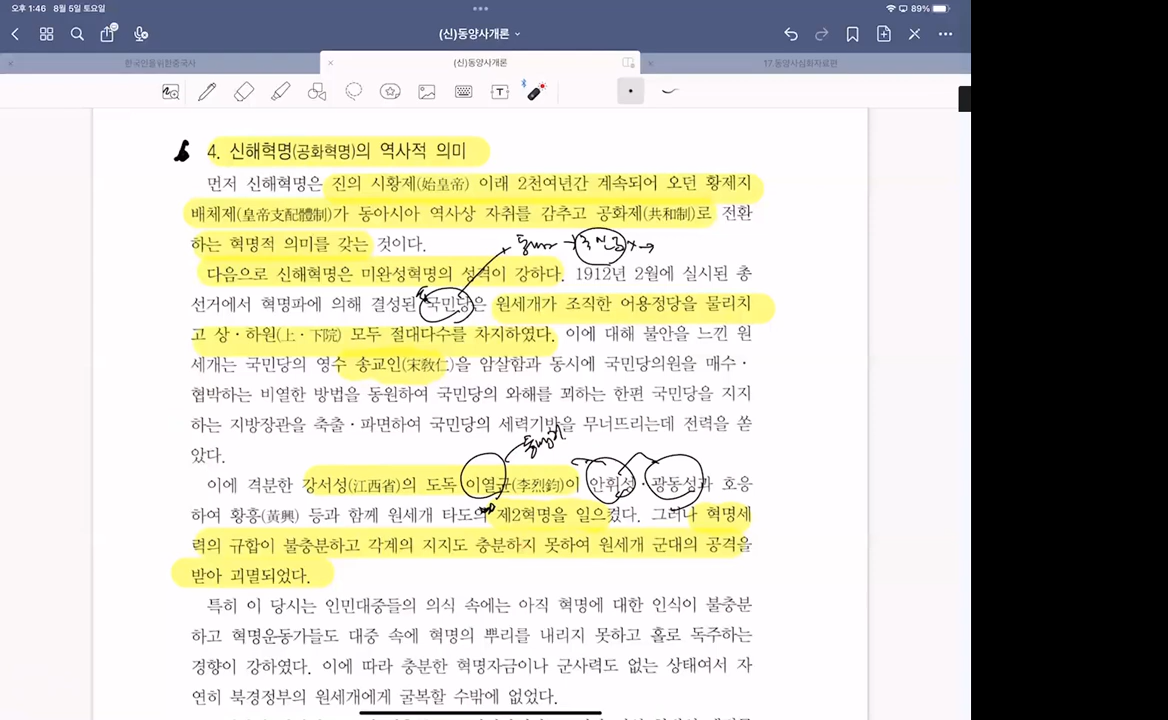 오후 1:46 8월 5일 토요일
89%
(신)동양사개론
한국인을위한중국사
(신)동양사개론
17.동양사심화자료편
4. 신해혁명(공화혁명)의 역사적 의미
먼저 신해혁명은 진의 시황제(始皇帝) 이래 2천여년간 계속되어 오던 황제지
배체제(皇帝支配體制)가 동아시아 역사상 자취를 감추고 공화제(共和制)로 전환
하는 혁명적 의미를 갖는 것이다.
다음으로 신해혁명은 미완성혁명의 성격이 강하다. 1912년 2월에 실시된 총
선거에서 혁명파에 의해 결성된 국민당은 원세개가 조직한 어용정당을 물리치
고 상·하원(上·下院) 모두 절대다수를 차지하였다. 이에 대해 불안을 느낀 원
세개는 국민당의 영수 송교인(宋敎仁)을 암살함과 동시에 국민당의원을 매수·
협박하는 비열한 방법을 동원하여 국민당의 와해를 꾀하는 한편 국민당을 지지
하는 지방장관을 축출·파면하여 국민당의 세력기반을 무너뜨리는데 전력을 쏟
았다.
이에 격분한 강서성(江西省)의 도독 이열균(李烈鈞)이 안휘성·광동성과 호응
하여 황흥(黃興) 등과 함께 원세개 타도의 제2혁명을 일으켰다. 그러나 혁명세
력의 규합이 불충분하고 각계의 지지도 충분하지 못하여 원세개 군대의 공격을
받아 괴멸되었다.
특히 이 당시는 인민대중들의 의식 속에는 아직 혁명에 대한 인식이 불충분
하고 혁명운동가들도 대중 속에 혁명의 뿌리를 내리지 못하고 홀로 독주하는
경향이 강하였다. 이에 따라 충분한 혁명자금이나 군사력도 없는 상태여서 자
연히 북경정부의 원세개에게 굴복할 수밖에 없었다.